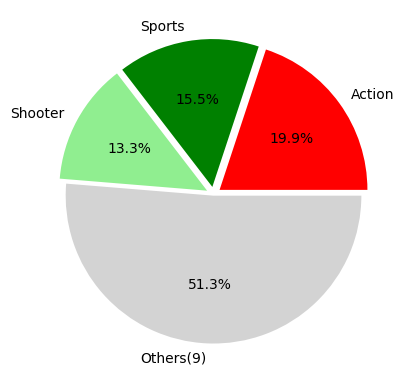 Sports
Action
Shooter
15.5%
19.9%
13.3%
51.3%
Others(9)